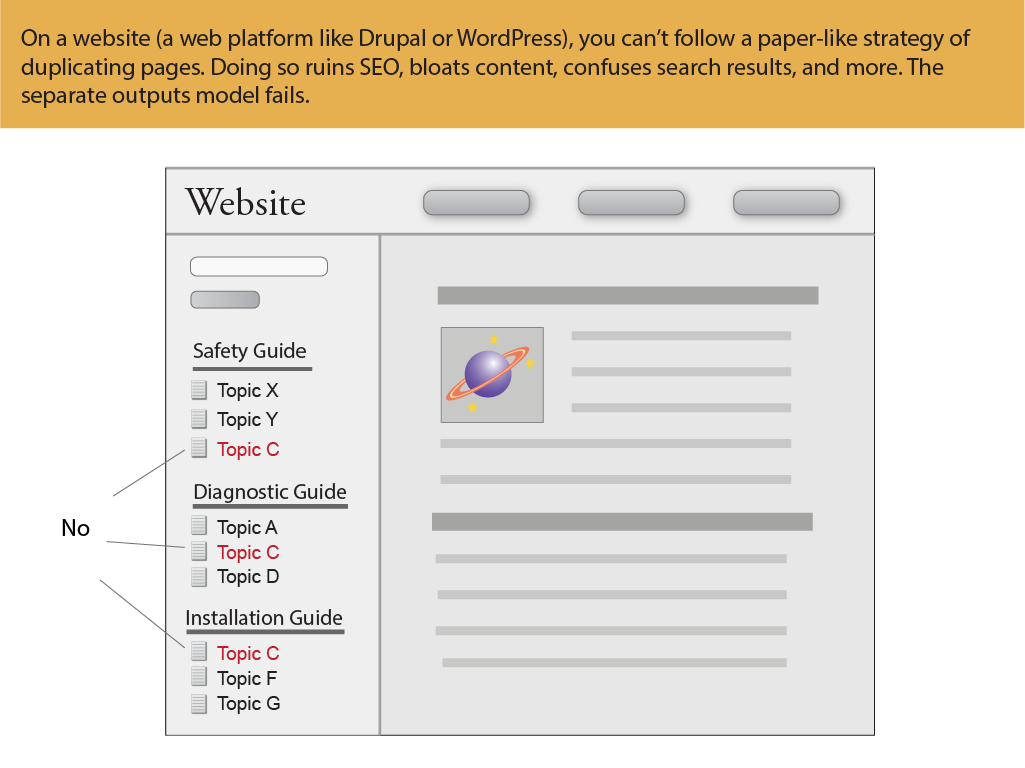 On a website (a web platform like Drupal or WordPress), you can’t follow a paper-like strategy of
duplicating pages. Doing so ruins SEO, bloats content, confuses search results, and more. The
separate outputs model fails.
Website
Safety Guide
Topic X
Topic Y
Topic C
Diagnostic Guide
No
Topic A
Topic C
Topic D
Installation Guide
Topic C
Topic F
Topic G